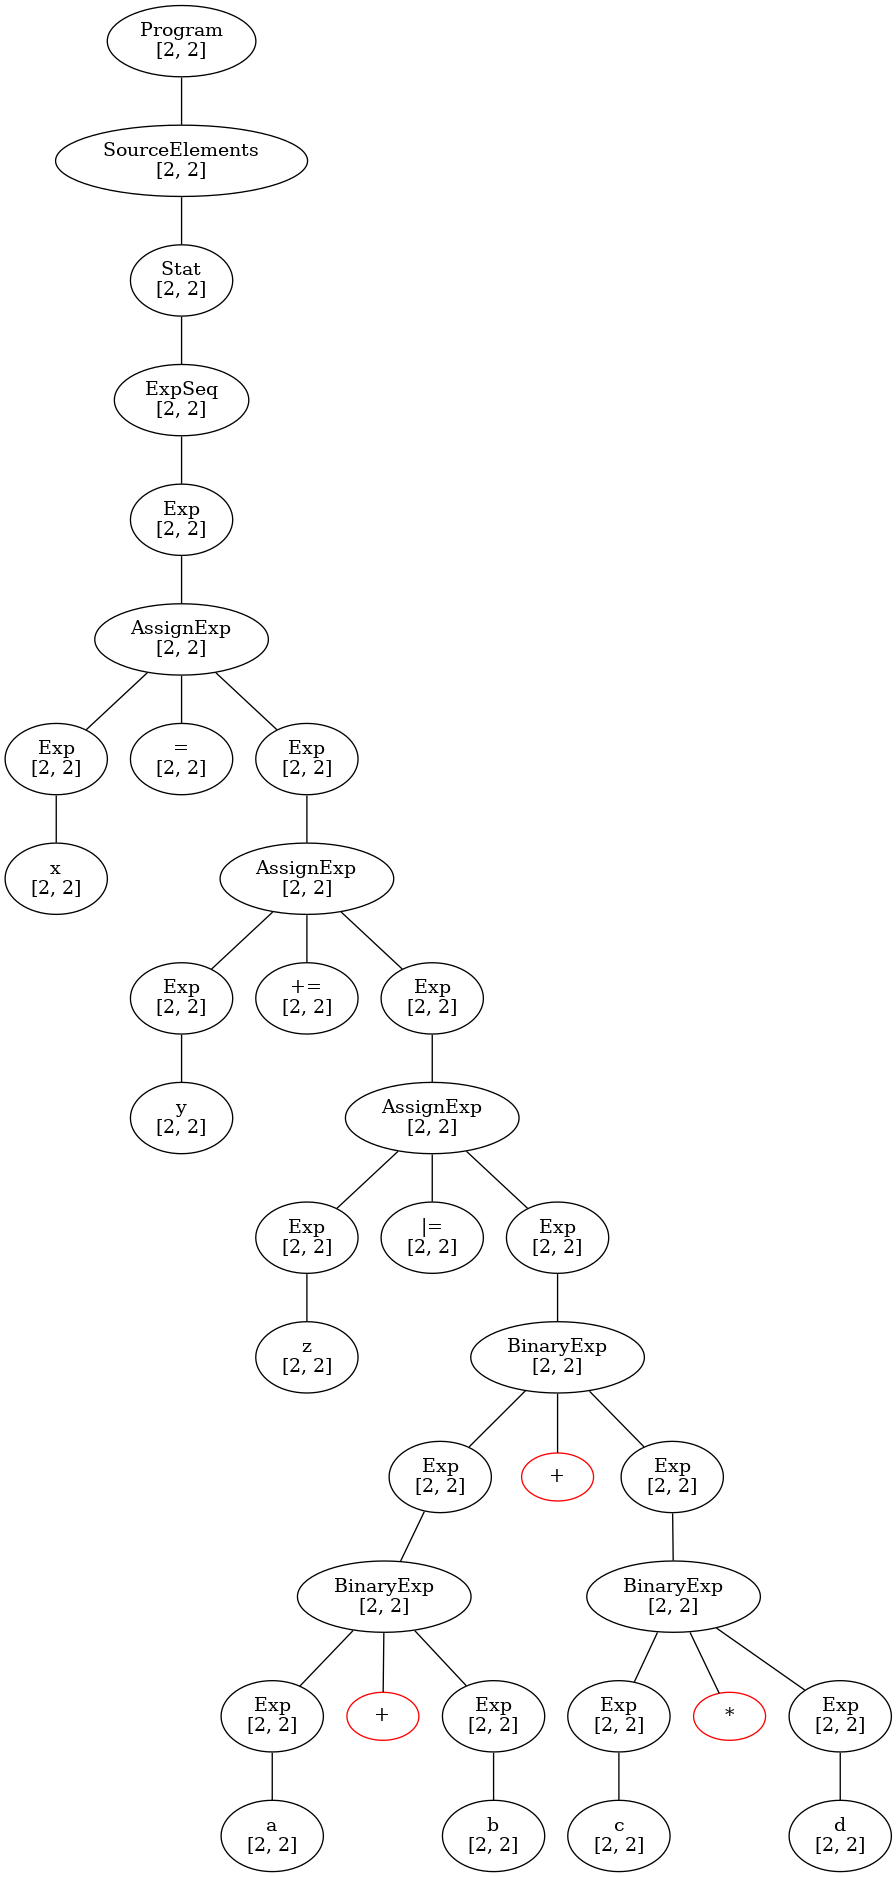 Program
[2, 2]
SourceElements
[2, 2]
Stat
[2, 2]
ExpSeq
[2, 2]
Exp
[2, 2]
AssignExp
[2, 2]
Exp
[2, 2]
=
[2, 2]
Exp
[2, 2]
x
[2, 2]
AssignExp
[2, 2]
Exp
[2, 2]
+=
[2, 2]
Exp
[2, 2]
y
[2, 2]
AssignExp
[2, 2]
Exp
[2, 2]
|=
[2, 2]
Exp
[2, 2]
z
[2, 2]
BinaryExp
[2, 2]
Exp
[2, 2]
+
Exp
[2, 2]
BinaryExp
[2, 2]
BinaryExp
[2, 2]
Exp
[2, 2]
+
Exp
[2, 2]
Exp
[2, 2]
*
Exp
[2, 2]
a
[2, 2]
b
[2, 2]
c
[2, 2]
d
[2, 2]